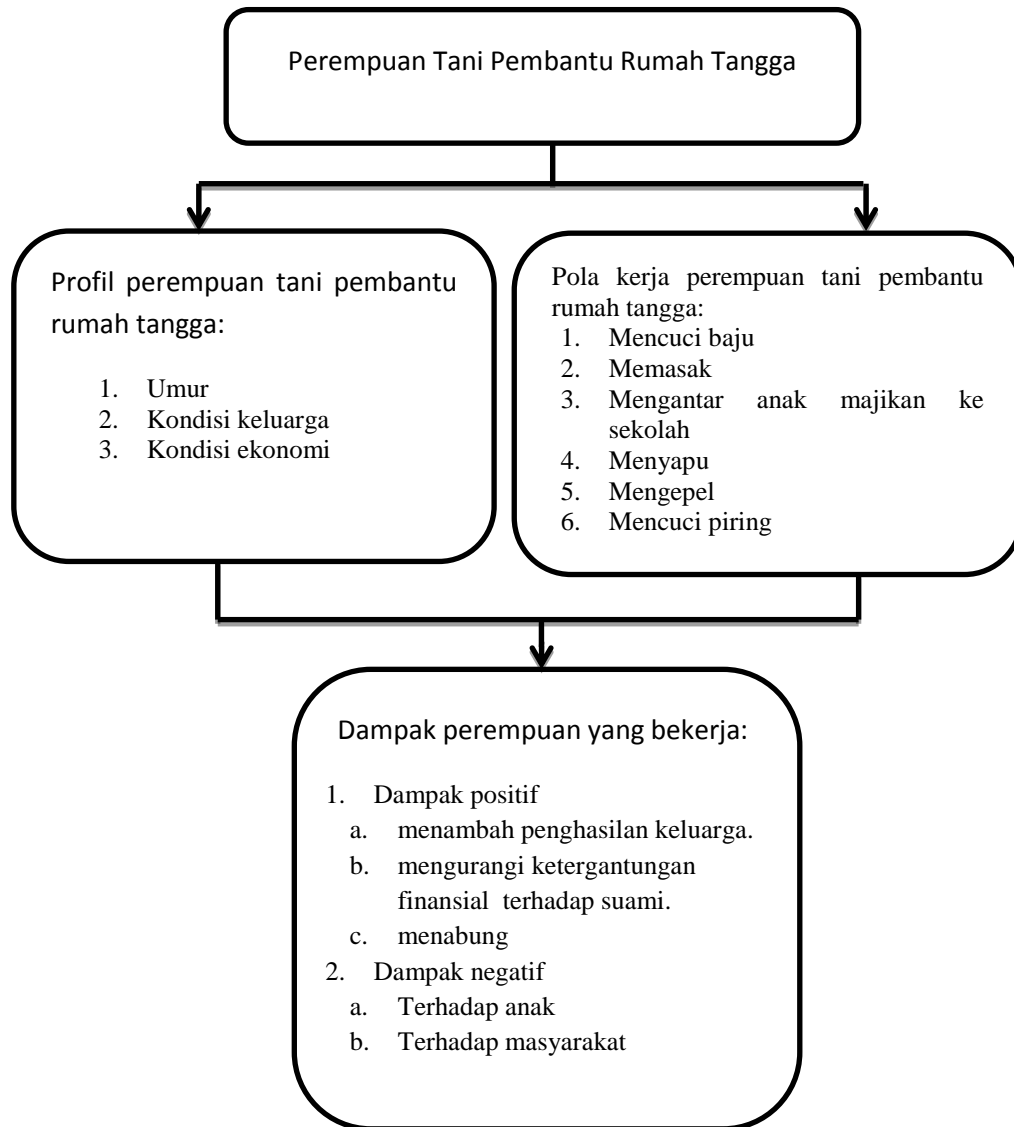 Perempuan Tani Pembantu Rumah Tangga
Profil perempuan tani pembantu
rumah tangga:
1. Umur
2. Kondisi keluarga
3. Kondisi ekonomi
Pola kerja perempuan tani pembantu
rumah tangga:
1. Mencuci baju
2. Memasak
3. Mengantar anak majikan ke
sekolah
4. Menyapu
5. Mengepel
6. Mencuci piring
Dampak perempuan yang bekerja:
1. Dampak positif
a. menambah penghasilan keluarga.
b. mengurangi ketergantungan
finansial terhadap suami.
c. menabung
2. Dampak negatif
a. Terhadap anak
b. Terhadap masyarakat